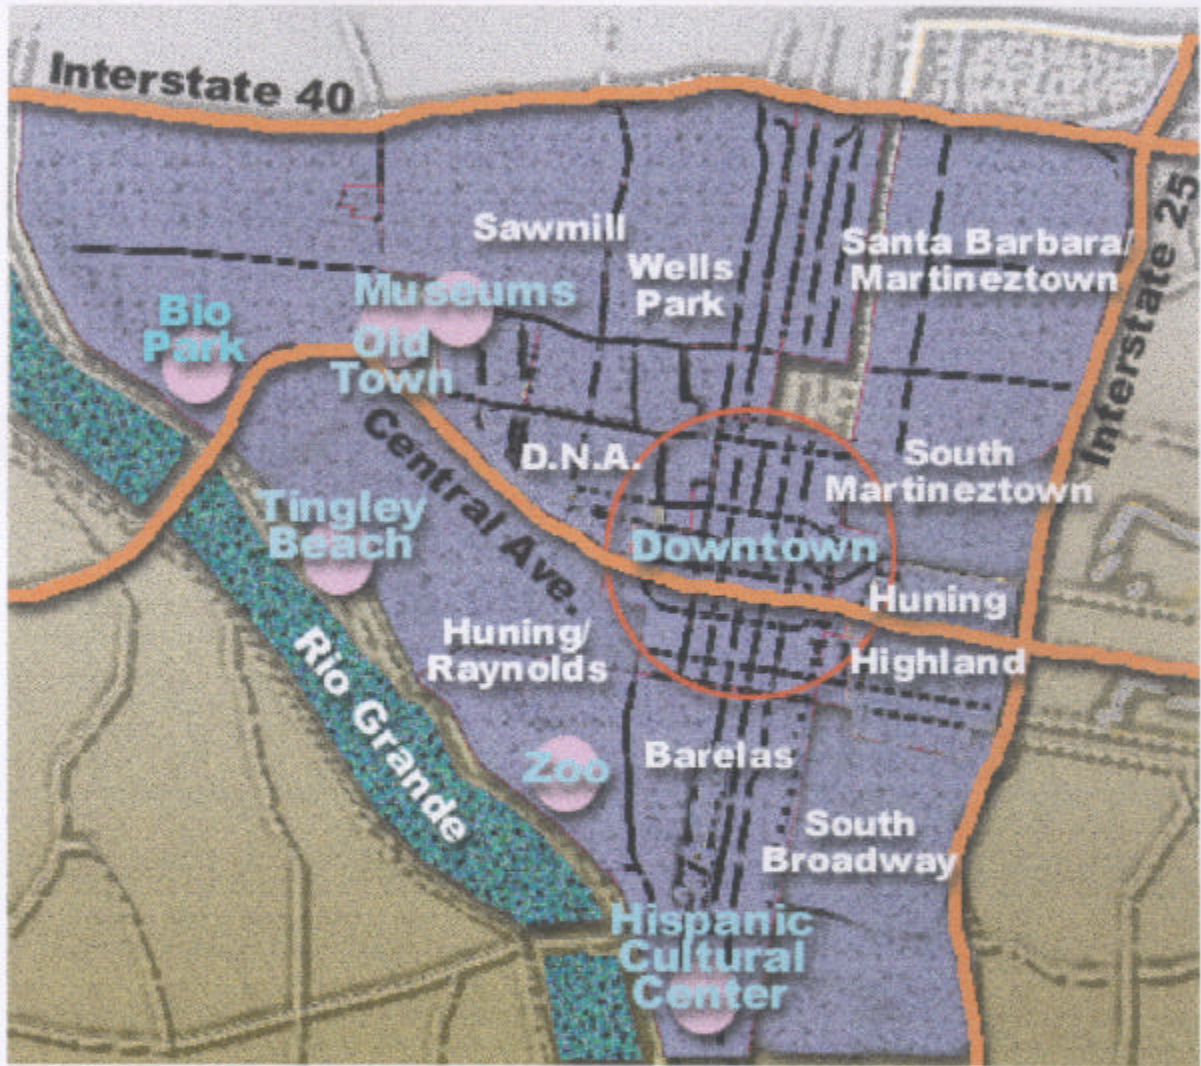 Interstate 40
Interstate 25
Sawmill
Wells
Park
Santa Barbara/
Martineztown
Museums
Bio
Park
Old
Town
Central Ave.
D.N.A.
South
Martineztown
Tingley
Beach
Downtown
Huning
Highland
Huning/
Raynolds
Rio Grande
Zoo
Barelas
South
Broadway
Hispanic
Cultural
Center